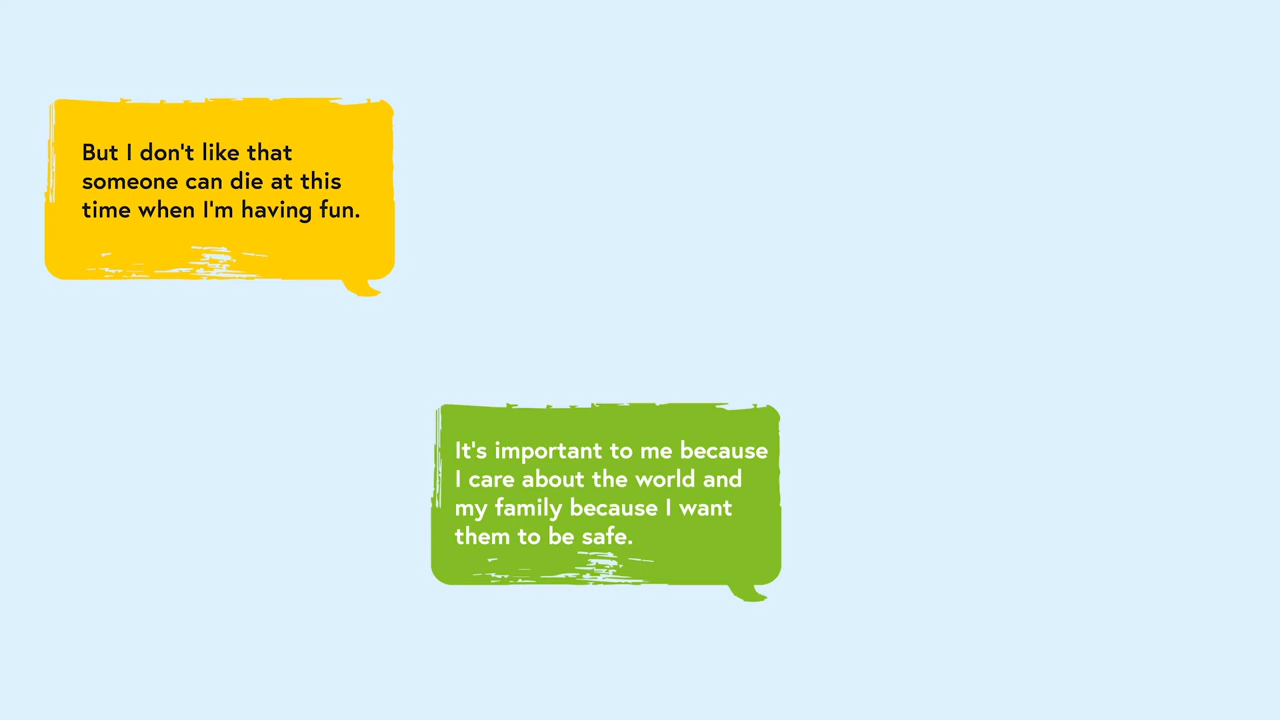 But I don't like that
someone can die at this
time when I'm having fun.
It's important to me because
I care about the world and
my family because I want
them to be safe.